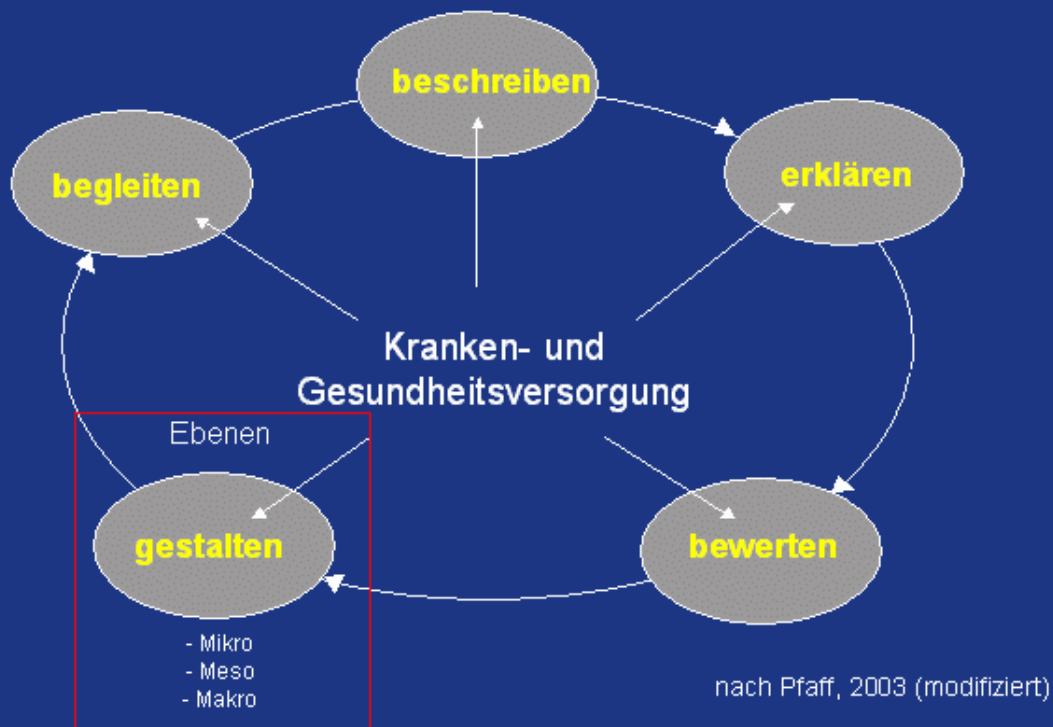 beschreiben
erklären
begleiten
Kranken- und
Gesundheitsversorgung
Ebenen
gestalten
bewerten
- Mikro
- Meso
- Makro
nach Pfaff, 2003 (modifiziert)